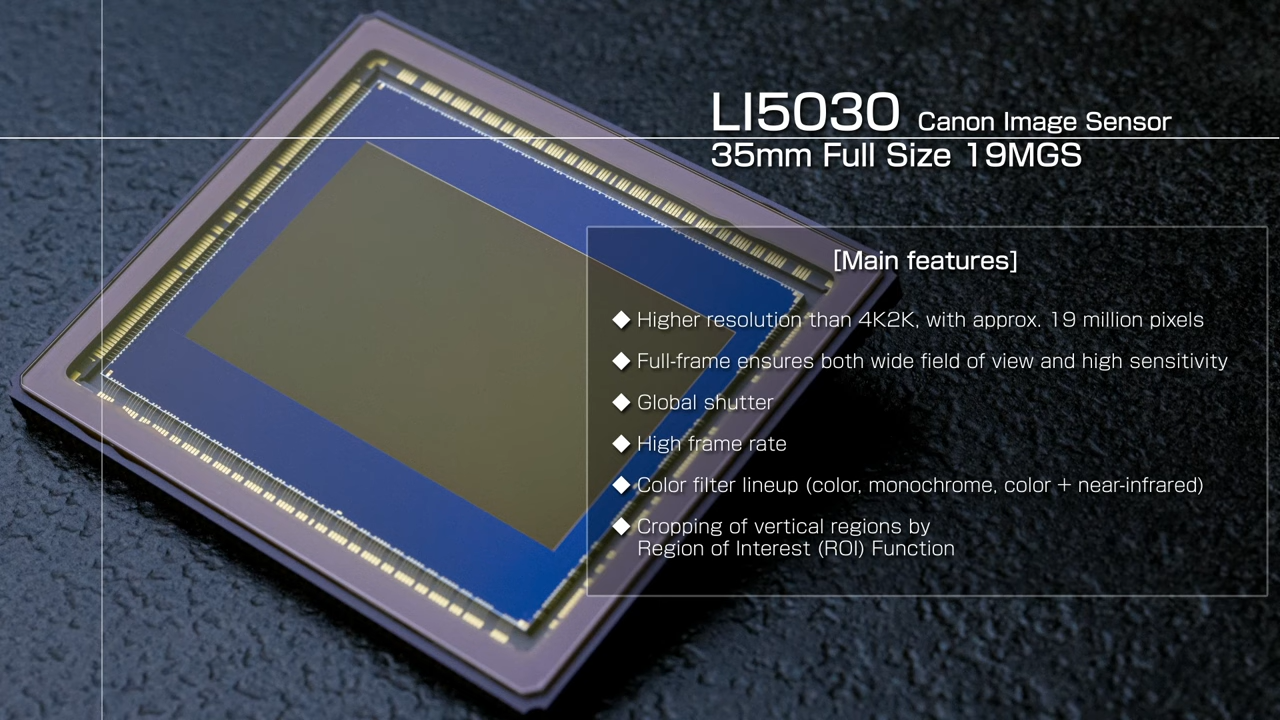 LI5030 Canon Image Sensor
35mm Full Size 19MGS
[Main features]
◆ Higher resolution than 4K2K, with approx. 19 million pixels
◆ Full-frame ensures both wide field of view and high sensitivity
◆ Global shutter
◆ High frame rate
◆ Color filter lineup (color, monochrome, color + near-infrared)
◆ Cropping of vertical regions by
Region of Interest (ROI) Function